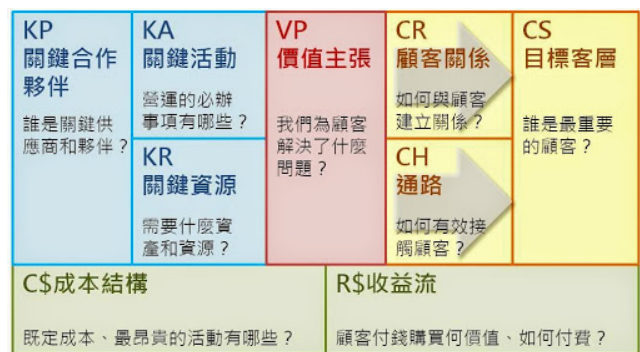 KP
關鍵合作
夥伴
誰是關鍵供
應商和夥伴？
KA
關鍵活動
營運的必辦
事項有哪些？
KR
關鍵資源
需要什麼資
產和資源？
VP
價值主張
我們為顧客
解決了什麼
問題？
CR
顧客關係
如何與顧客
建立關係？
CH
通路
如何有效接
觸顧客？
CS
目標客層
誰是最重要
的顧客？
C$成本結構
既定成本、最昂貴的活動有哪些？
R$收益流
顧客付錢購買何價值、如何付費？